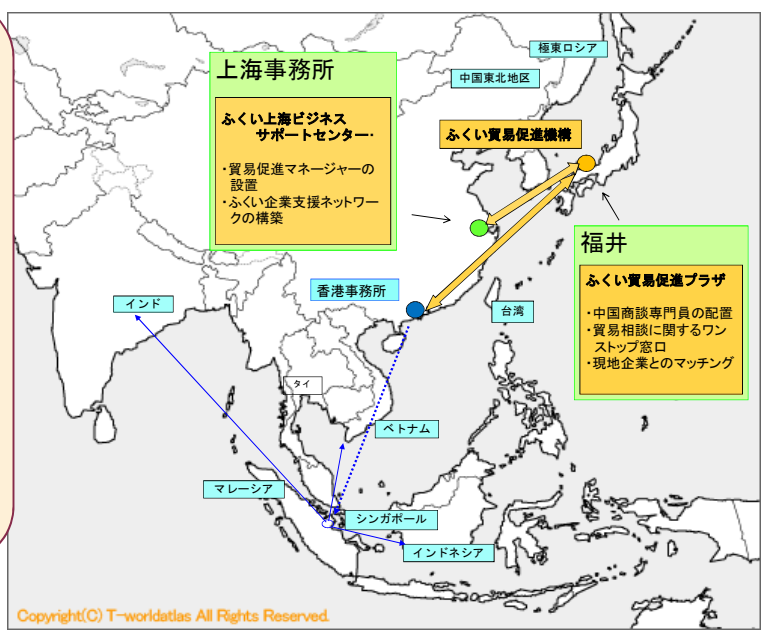 極東ロシア
上海事務所
中国東北地区
ふくい上海ビジネス
サポートセンター・
・貿易促進マネージャーの
設置
・ふくい企業支援ネットワー
クの構築
ふくい貿易促進機構
福井
ふくい貿易促進プラザ
・中国商談専門員の配置
・貿易相談に関するワン
ストップ窓口
・現地企業とのマッチング
香港事務所
インド
台湾
タイ
ベトナム
マレーシア
シンガポール
インドネシア
Copyright(C) T-worldatlas All Rights Reserved.